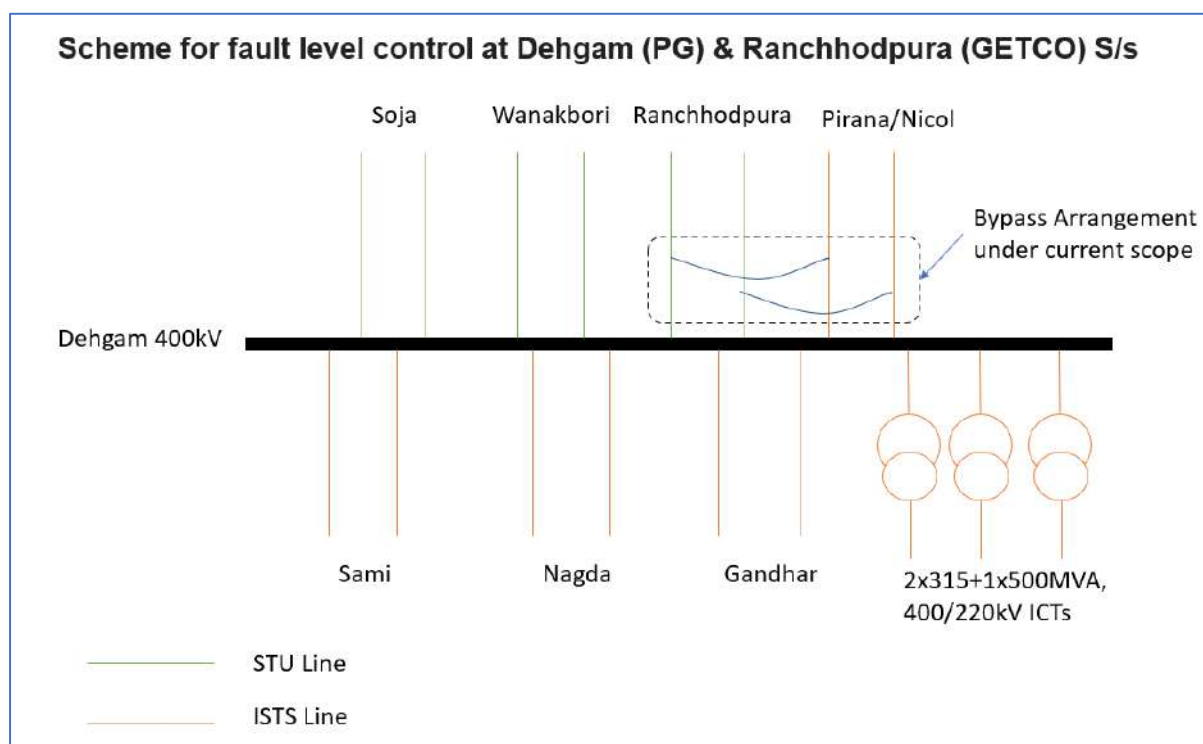 Scheme for fault level control at Dehgam (PG) & Ranchhodpura (GETCO) S/s
Soja
Wanakbori
Ranchhodpura
Pirana/Nicol
Bypass Arrangement
under current scope
Dehgam 400kV
Sami
Nagda
Gandhar
2x315+1x500MVA,
400/220kV ICTs
STU Line
ISTS Line